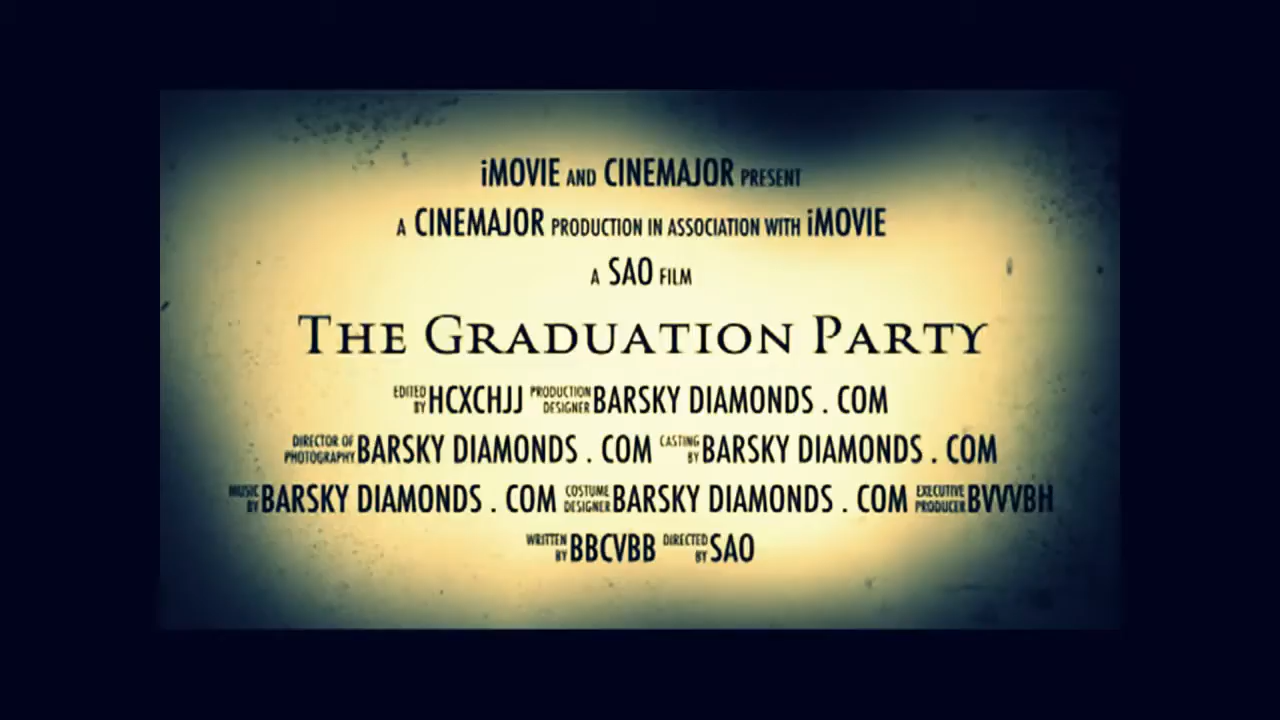 iMOVIE AND CINEMAJOR PRESENT
A CINEMAJOR PRODUCTION IN ASSOCIATION WITH iMOVIE
A SAO FILM
THE GRADUATION PARTY
EDITED BY HCXCHJJ PRODUCTION DESIGNER BARSKY DIAMONDS . COM
DIRECTOR OF PHOTOGRAPHY BARSKY DIAMONDS . COM CASTING BY BARSKY DIAMONDS . COM
MUSIC BY BARSKY DIAMONDS . COM COSTUME DESIGNER BARSKY DIAMONDS . COM EXECUTIVE PRODUCER BVVVBH
WRITTEN BY BBCVBB DIRECTED BY SAO